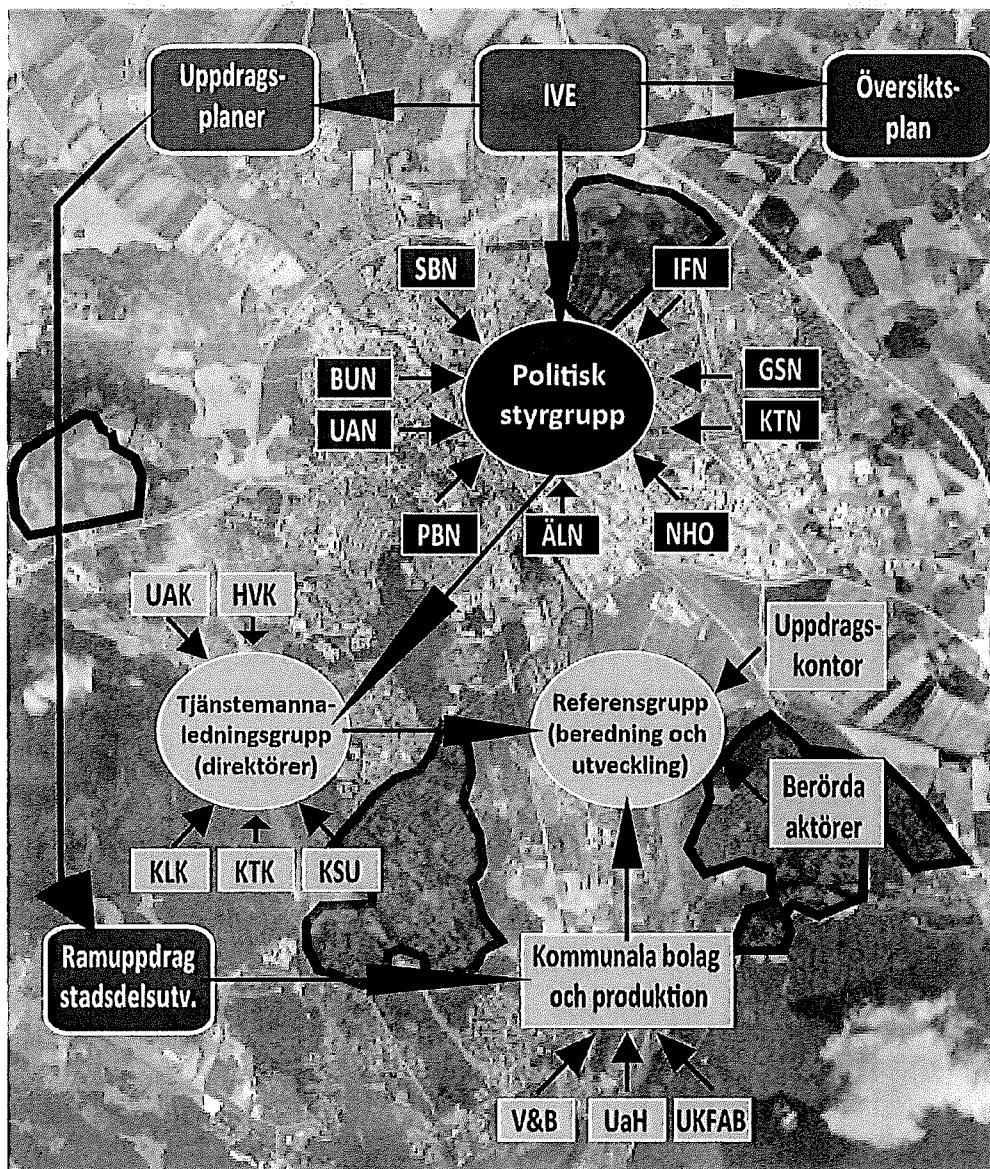 Uppdrags-
planer
IVE
Översikts-
plan
SBN
IFN
BUN
Politisk
styrgrupp
GSN
UAN
KTN
PBN
ÄLN
NHO
UAK
HVK
Uppdrags-
kontor
Tjänstemanna-
ledningsgrupp
(direktörer)
Referensgrupp
(beredning och
utveckling)
Berörda
aktörer
KLK
KTK
KSU
Ramuppdrag
stadsdelsutv.
Kommunala bolag
och produktion
V&B
UaH
UKFAB